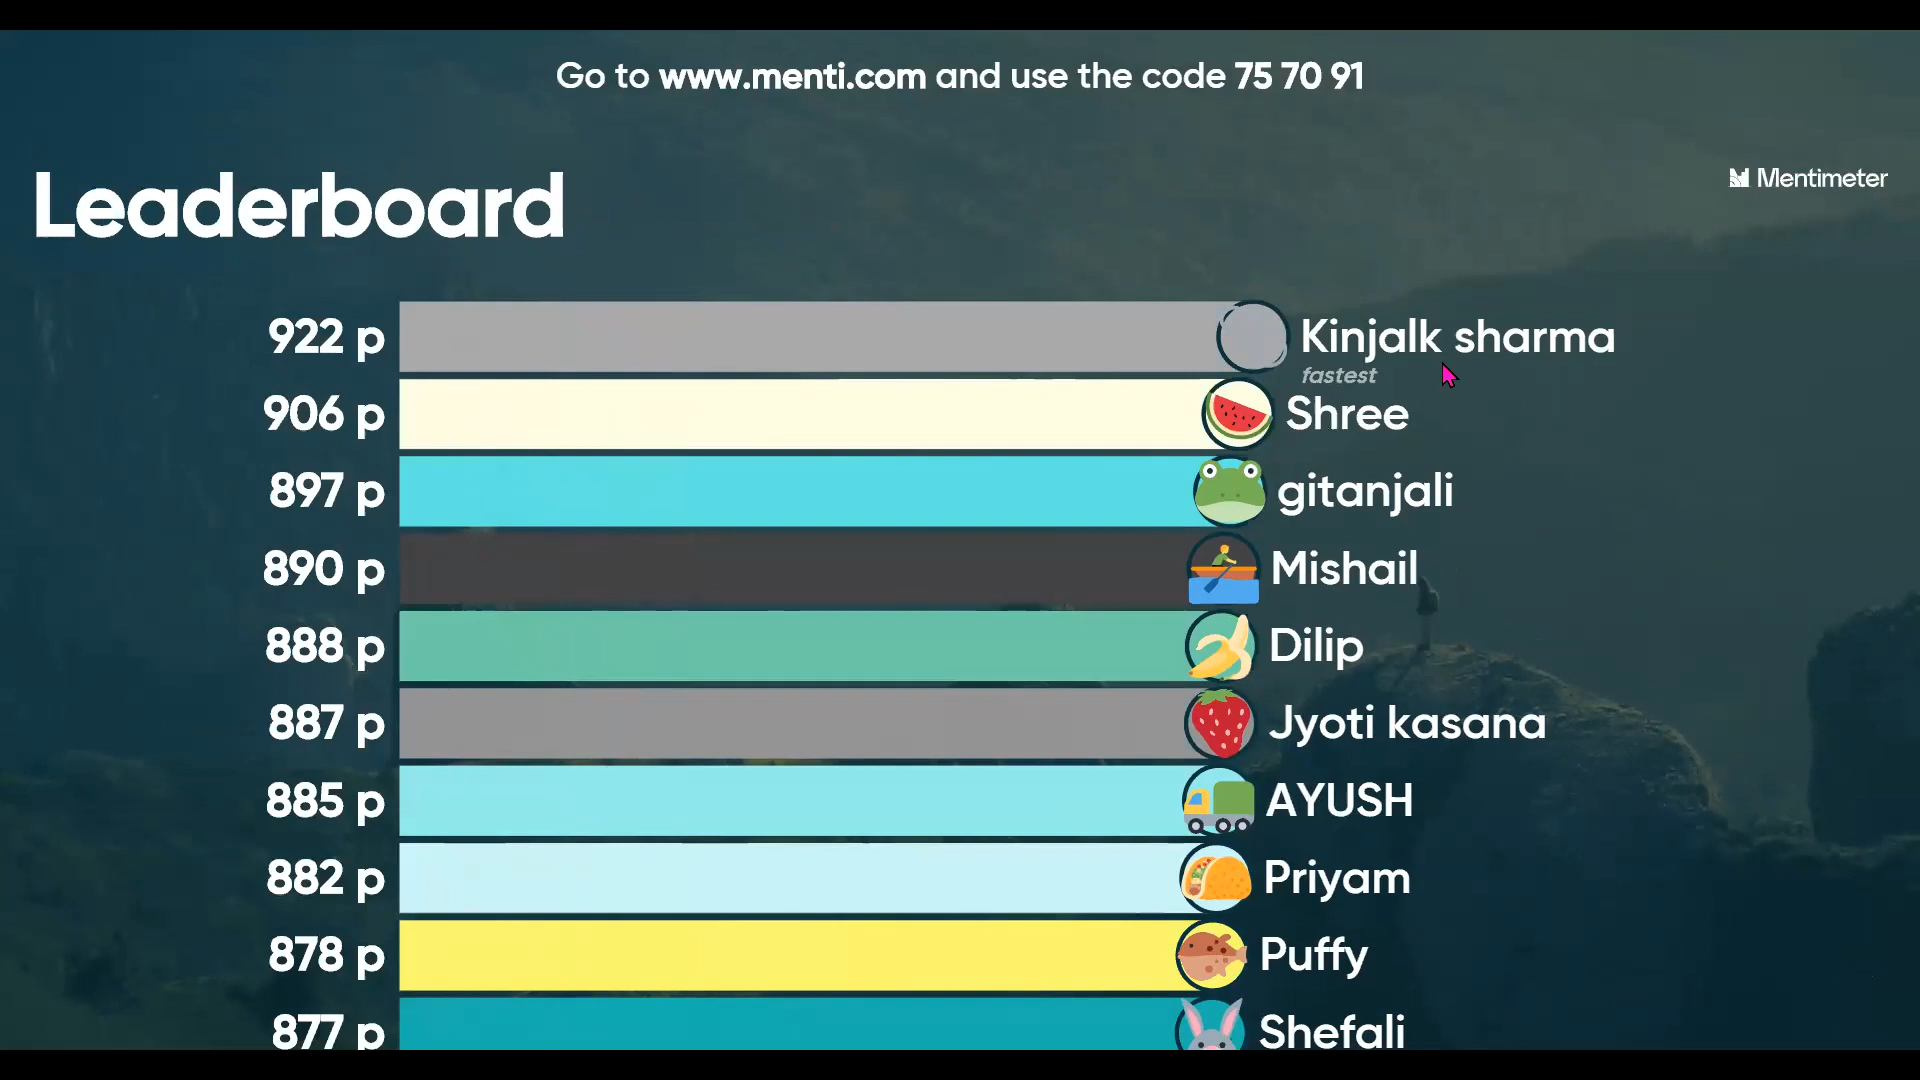 Go to www.menti.com and use the code 75 70 91
Leaderboard
Mentimeter
922 p Kinjalk sharma
fastest
906 p Shree
897 p gitanjali
890 p Mishail
888 p Dilip
887 p Jyoti kasana
885 p AYUSH
882 p Priyam
878 p Puffy
877 p Shefali